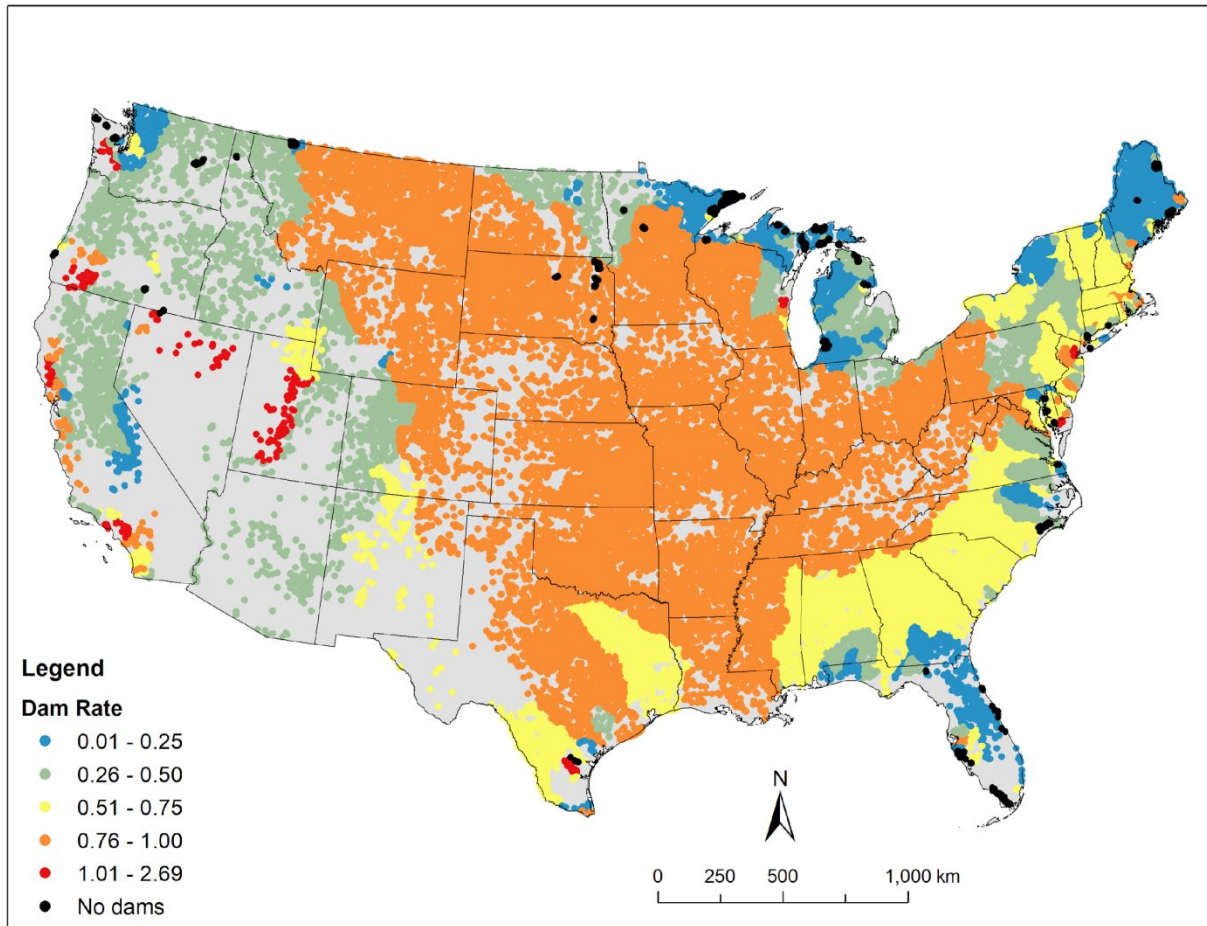 Legend
Dam Rate
0.01 - 0.25
0.26 - 0.50
0.51 - 0.75
0.76 - 1.00
1.01 - 2.69
No dams
N
0 250 500 1,000 km